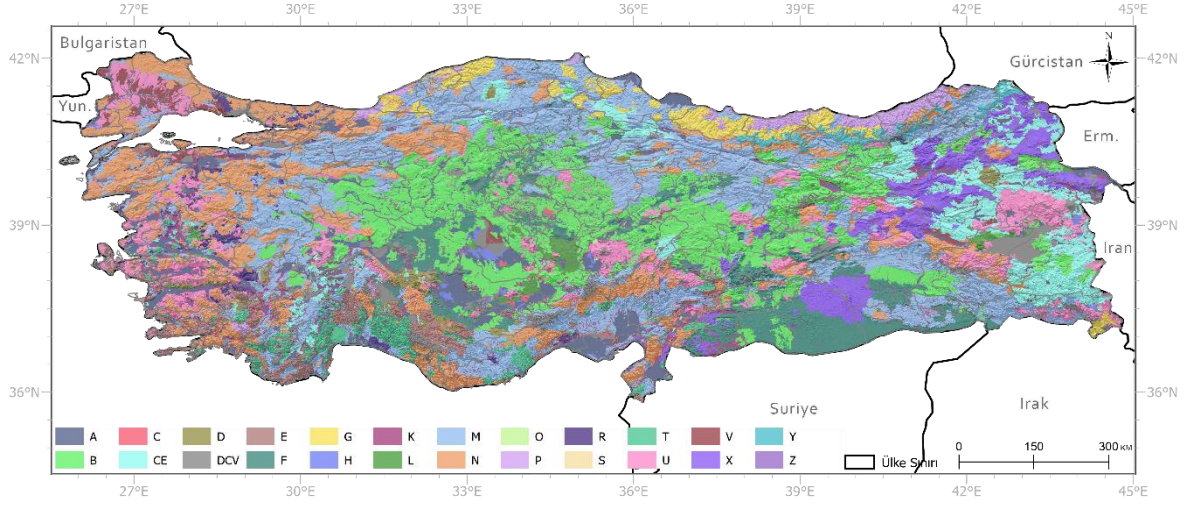 30°E 33°E 36°E 39°E 42°E 45°E
Bulgaristan
42°N 42°N
N
Gürcistan
Yun.
Erm.
39°N 39°N
Iran
36°N 36°N
Suriye
Irak
A C D E G K M O R T V Y
0 150 300 KM
B CE DCV F H L N P S U X Z
Ülke Sınırı
27°E 30°E 33°E 36°E 39°E 42°E 45°E